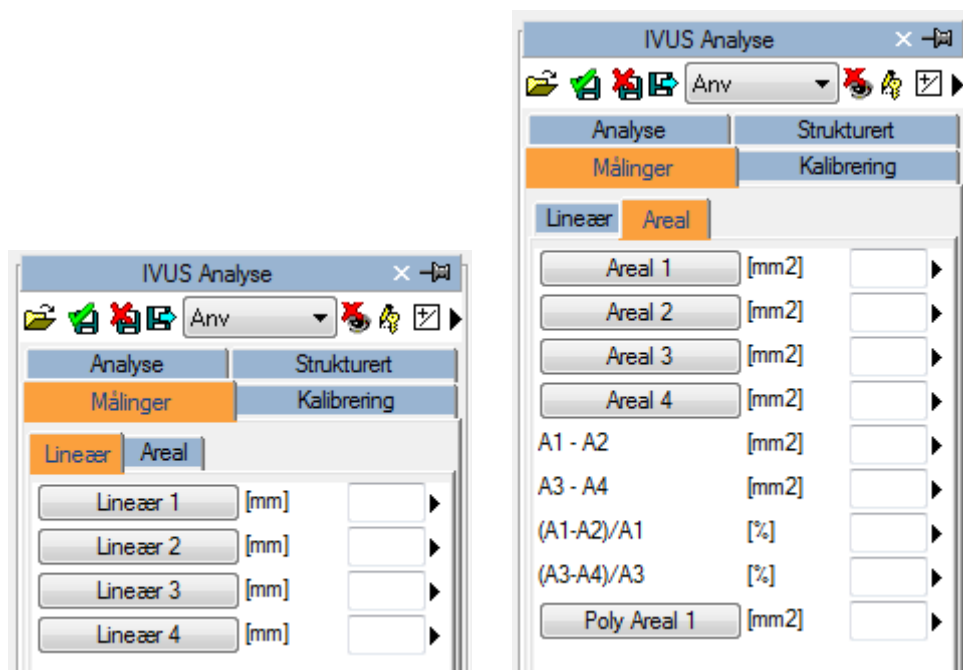 IVUS Analyse
Anv
Analyse Strukturert
Målinger Kalibrering
Lineær Areal
Lineær 1 [mm]
Lineær 2 [mm]
Lineær 3 [mm]
Lineær 4 [mm]
IVUS Analyse
Anv
Analyse Strukturert
Målinger Kalibrering
Lineær Areal
Areal 1 [mm2]
Areal 2 [mm2]
Areal 3 [mm2]
Areal 4 [mm2]
A1 - A2 [mm2]
A3 - A4 [mm2]
(A1-A2)/A1 [%]
(A3-A4)/A3 [%]
Poly Areal 1 [mm2]